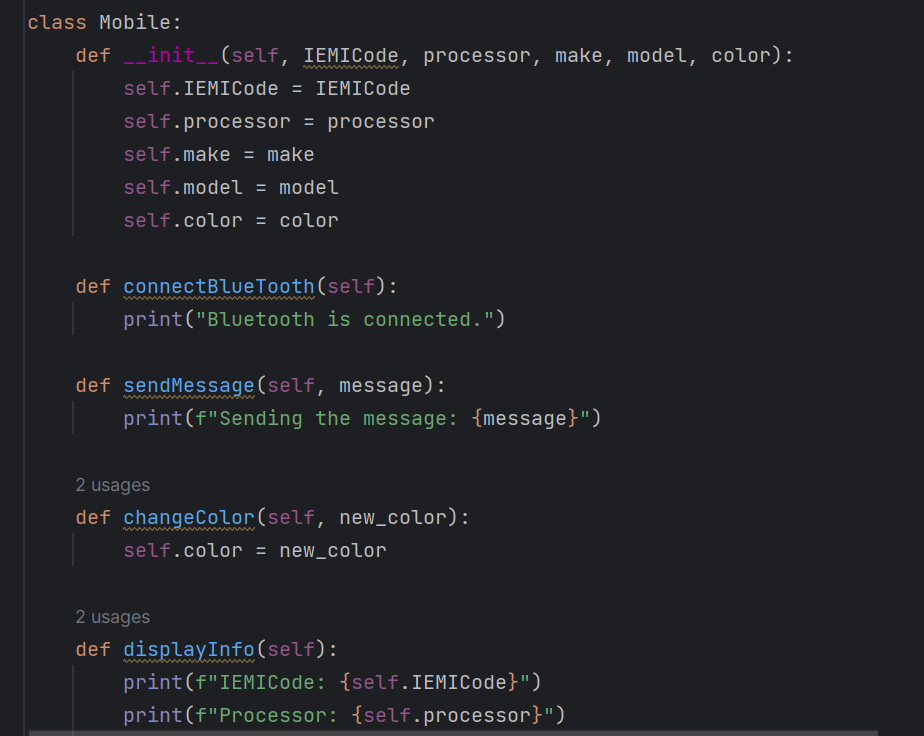 class Mobile:
    def __init__(self, IEMICode, processor, make, model, color):
        self.IEMICode = IEMICode
        self.processor = processor
        self.make = make
        self.model = model
        self.color = color
    def connectBlueTooth(self):
        print("Bluetooth is connected.")
    def sendMessage(self, message):
        print(f"Sending the message: {message}")
    2 usages
    def changeColor(self, new_color):
        self.color = new_color
    2 usages
    def displayInfo(self):
        print(f"IEMICode: {self.IEMICode}")
        print(f"Processor: {self.processor}")